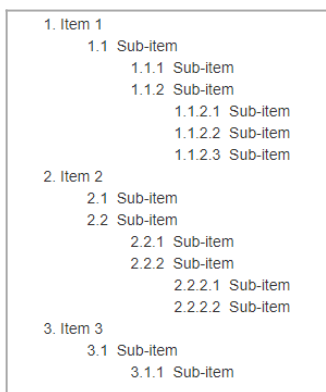 1. Item 1
1.1 Sub-item
1.1.1 Sub-item
1.1.2 Sub-item
1.1.2.1 Sub-item
1.1.2.2 Sub-item
1.1.2.3 Sub-item
2. Item 2
2.1 Sub-item
2.2 Sub-item
2.2.1 Sub-item
2.2.2 Sub-item
2.2.2.1 Sub-item
2.2.2.2 Sub-item
3. Item 3
3.1 Sub-item
3.1.1 Sub-item